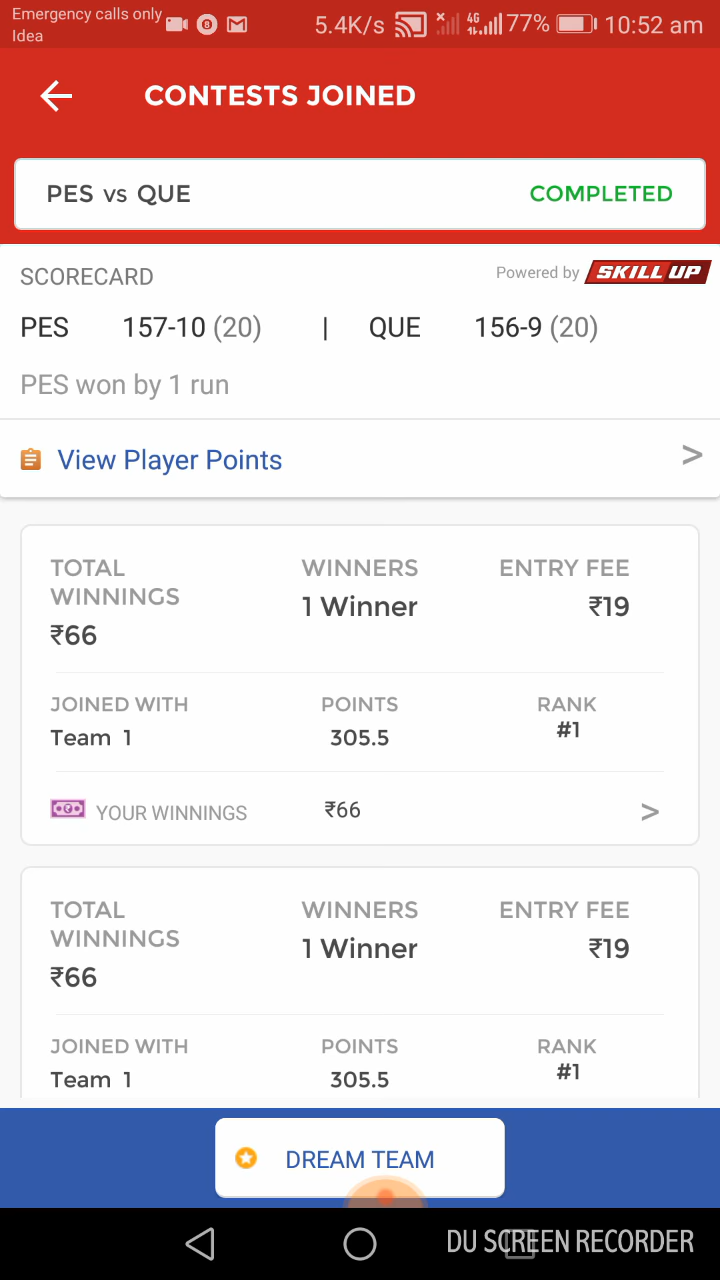 Emergency calls only
Idea
8
5.4K/s
4G
77%
10:52 am
CONTESTS JOINED
PES vs QUE
COMPLETED
SCORECARD
Powered by SKILL UP
PES 157-10 (20) | QUE 156-9 (20)
PES won by 1 run
View Player Points >
TOTAL WINNINGS
WINNERS
ENTRY FEE
₹66
1 Winner
₹19
JOINED WITH
POINTS
RANK
Team 1
305.5
#1
YOUR WINNINGS ₹66 >
TOTAL WINNINGS
WINNERS
ENTRY FEE
₹66
1 Winner
₹19
JOINED WITH
POINTS
RANK
Team 1
305.5
#1
DREAM TEAM
DU SCREEN RECORDER